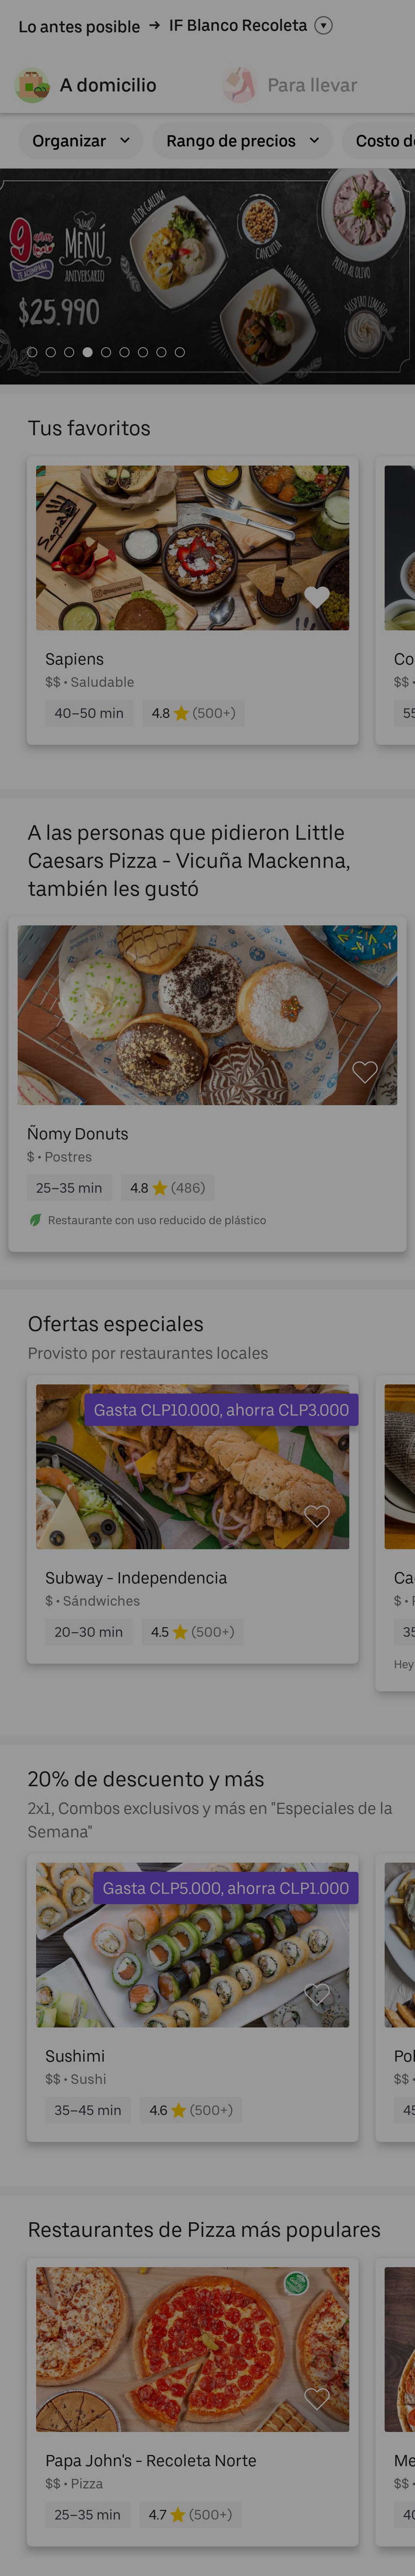 Lo antes posible → IF Blanco Recoleta
A domicilio
Para llevar
Organizar
Rango de precios
Costo d
9 años
TE ACOMPAÑA
MENÚ
ANIVERSARIO
$25.990
AJÍ DE GALLINA
CANCHITA
PULPO AL OLIVO
LOMO MAR Y TIERRA
SUSPIRO LIMEÑO
Tus favoritos
Sapiens
$$ • Saludable
40–50 min
4.8 ★ (500+)
Co
$$ •
55
A las personas que pidieron Little
Caesars Pizza - Vicuña Mackenna,
también les gustó
Ñomy Donuts
$ • Postres
25–35 min
4.8 ★ (486)
Restaurante con uso reducido de plástico
Ofertas especiales
Provisto por restaurantes locales
Gasta CLP10.000, ahorra CLP3.000
Subway - Independencia
$ • Sándwiches
20–30 min
4.5 ★ (500+)
Ca
$ •
35
Hey
20% de descuento y más
2x1, Combos exclusivos y más en "Especiales de la
Semana"
Gasta CLP5.000, ahorra CLP1.000
Sushimi
$$ • Sushi
35–45 min
4.6 ★ (500+)
Pol
$$ •
45
Restaurantes de Pizza más populares
Papa John's - Recoleta Norte
$$ • Pizza
25–35 min
4.7 ★ (500+)
Me
$$ •
40